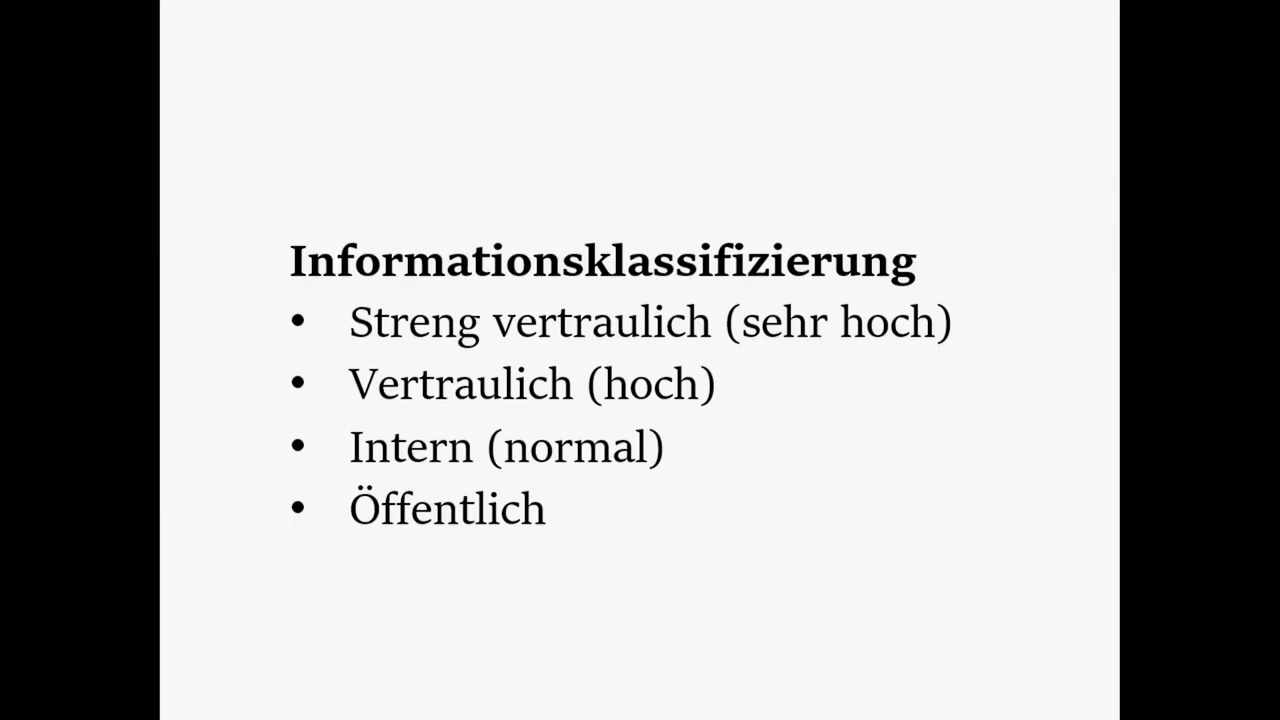 Informationsklassifizierung
• Streng vertraulich (sehr hoch)
• Vertraulich (hoch)
• Intern (normal)
• Öffentlich